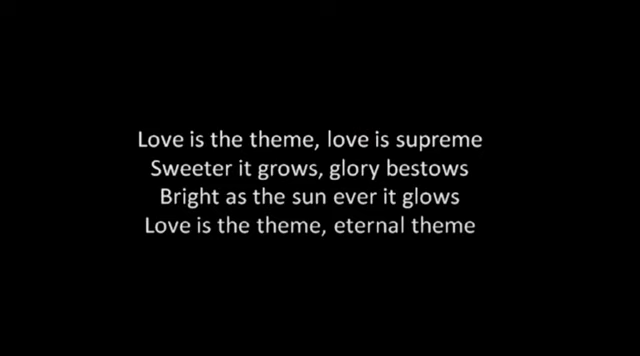 Love is the theme, love is supreme
Sweeter it grows, glory bestows
Bright as the sun ever it glows
Love is the theme, eternal theme